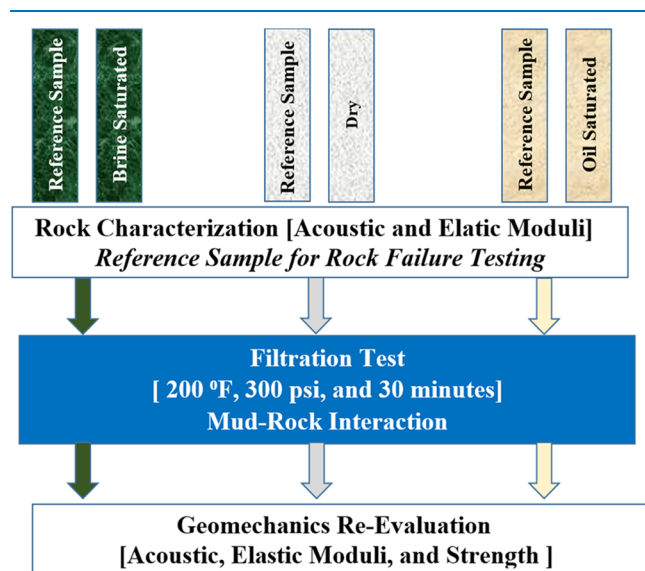 Reference Sample
Brine Saturated
Reference Sample
Dry
Reference Sample
Oil Saturated
Rock Characterization [Acoustic and Elatic Moduli]
Reference Sample for Rock Failure Testing
Filtration Test
[ 200 ⁰F, 300 psi, and 30 minutes]
Mud-Rock Interaction
Geomechanics Re-Evaluation
[Acoustic, Elastic Moduli, and Strength ]